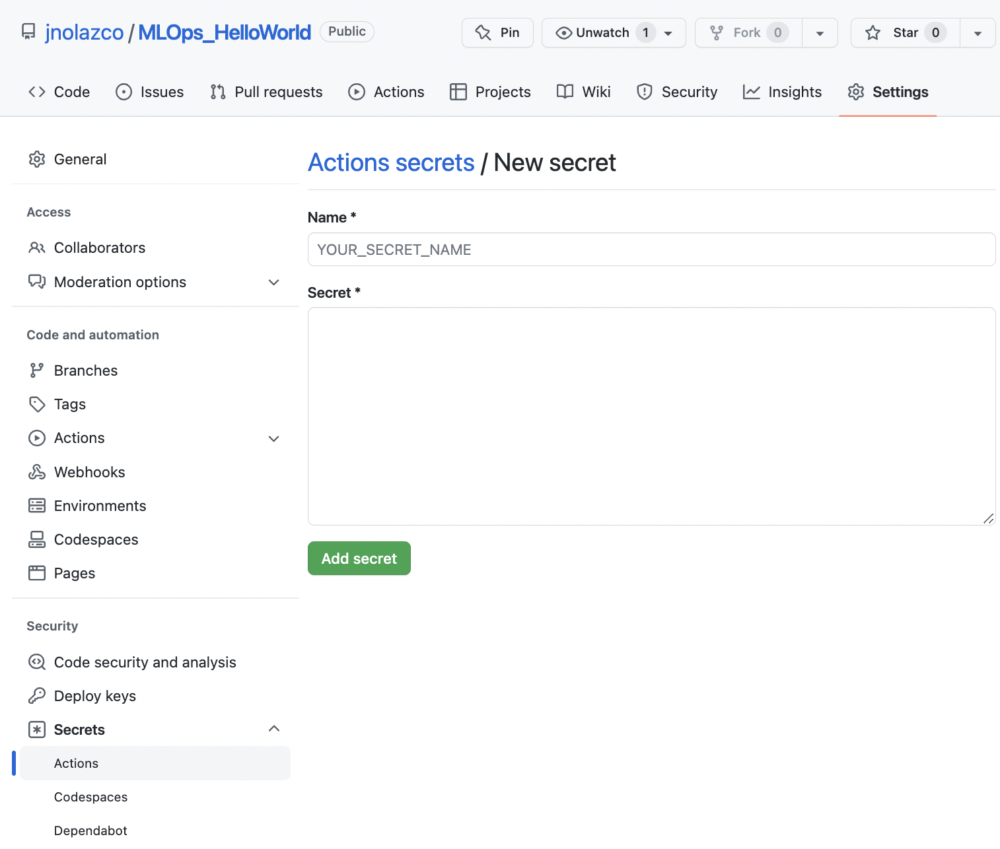 jnolazco / MLOps_HelloWorld Public
Pin
Unwatch 1
Fork 0
Star 0
Code Issues Pull requests Actions Projects Wiki Security Insights Settings
General
Access
Collaborators
Moderation options
Code and automation
Branches
Tags
Actions
Webhooks
Environments
Codespaces
Pages
Security
Code security and analysis
Deploy keys
Secrets
Actions
Codespaces
Dependabot
Actions secrets / New secret
Name *
YOUR_SECRET_NAME
Secret *
Add secret